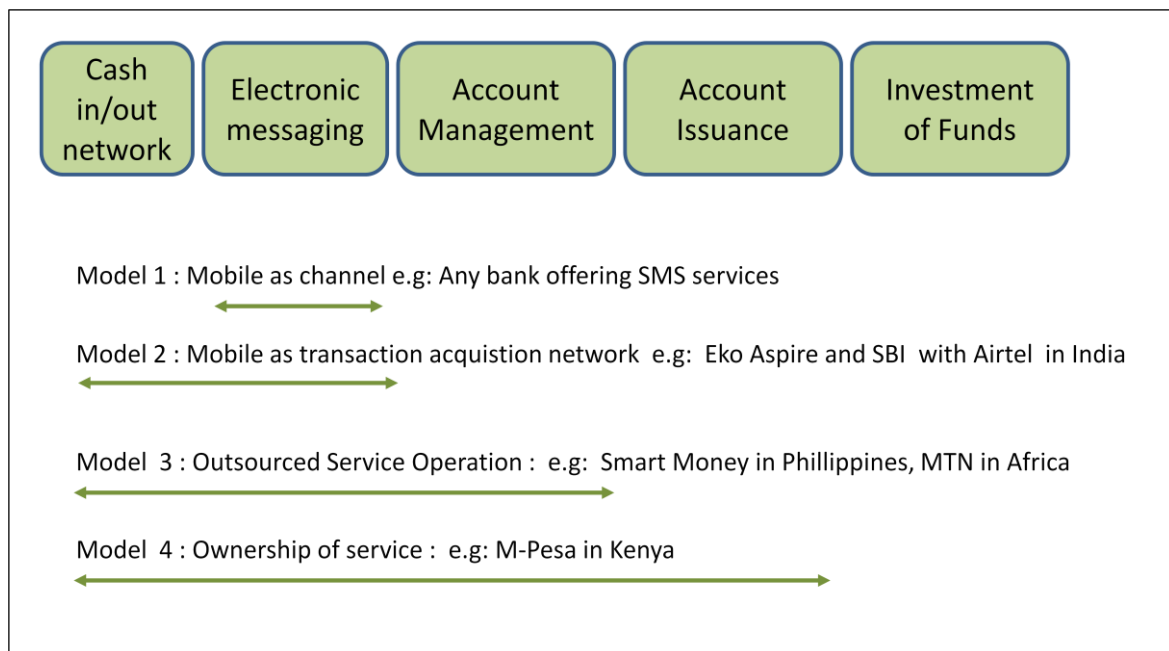 Cash
in/out
network
Electronic
messaging
Account
Management
Account
Issuance
Investment
of Funds
Model 1 : Mobile as channel e.g: Any bank offering SMS services
Model 2 : Mobile as transaction acquistion network e.g: Eko Aspire and SBI with Airtel in India
Model 3 : Outsourced Service Operation : e.g: Smart Money in Phillippines, MTN in Africa
Model 4 : Ownership of service : e.g: M-Pesa in Kenya